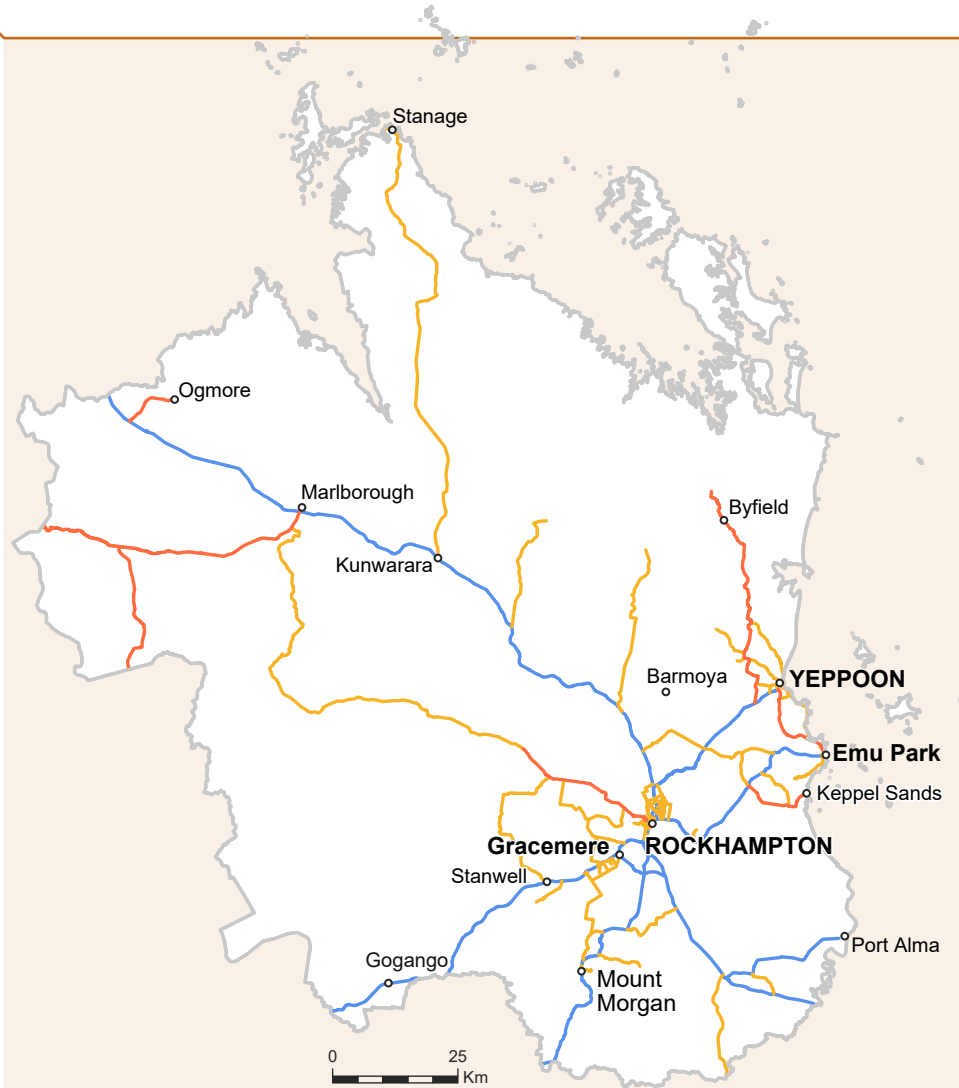 Stanage
Ogmore
Marlborough
Byfield
Kunwarara
Barmoya
YEPPOON
Emu Park
Keppel Sands
Gracemere
ROCKHAMPTON
Stanwell
Port Alma
Gogango
Mount
Morgan
0 25
Km